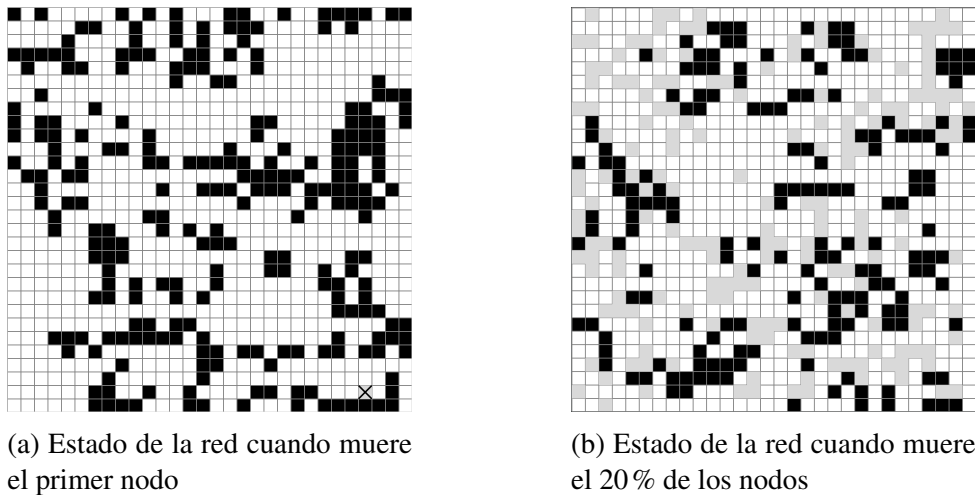 (a) Estado de la red cuando muere
el primer nodo
(b) Estado de la red cuando muere
el 20 % de los nodos